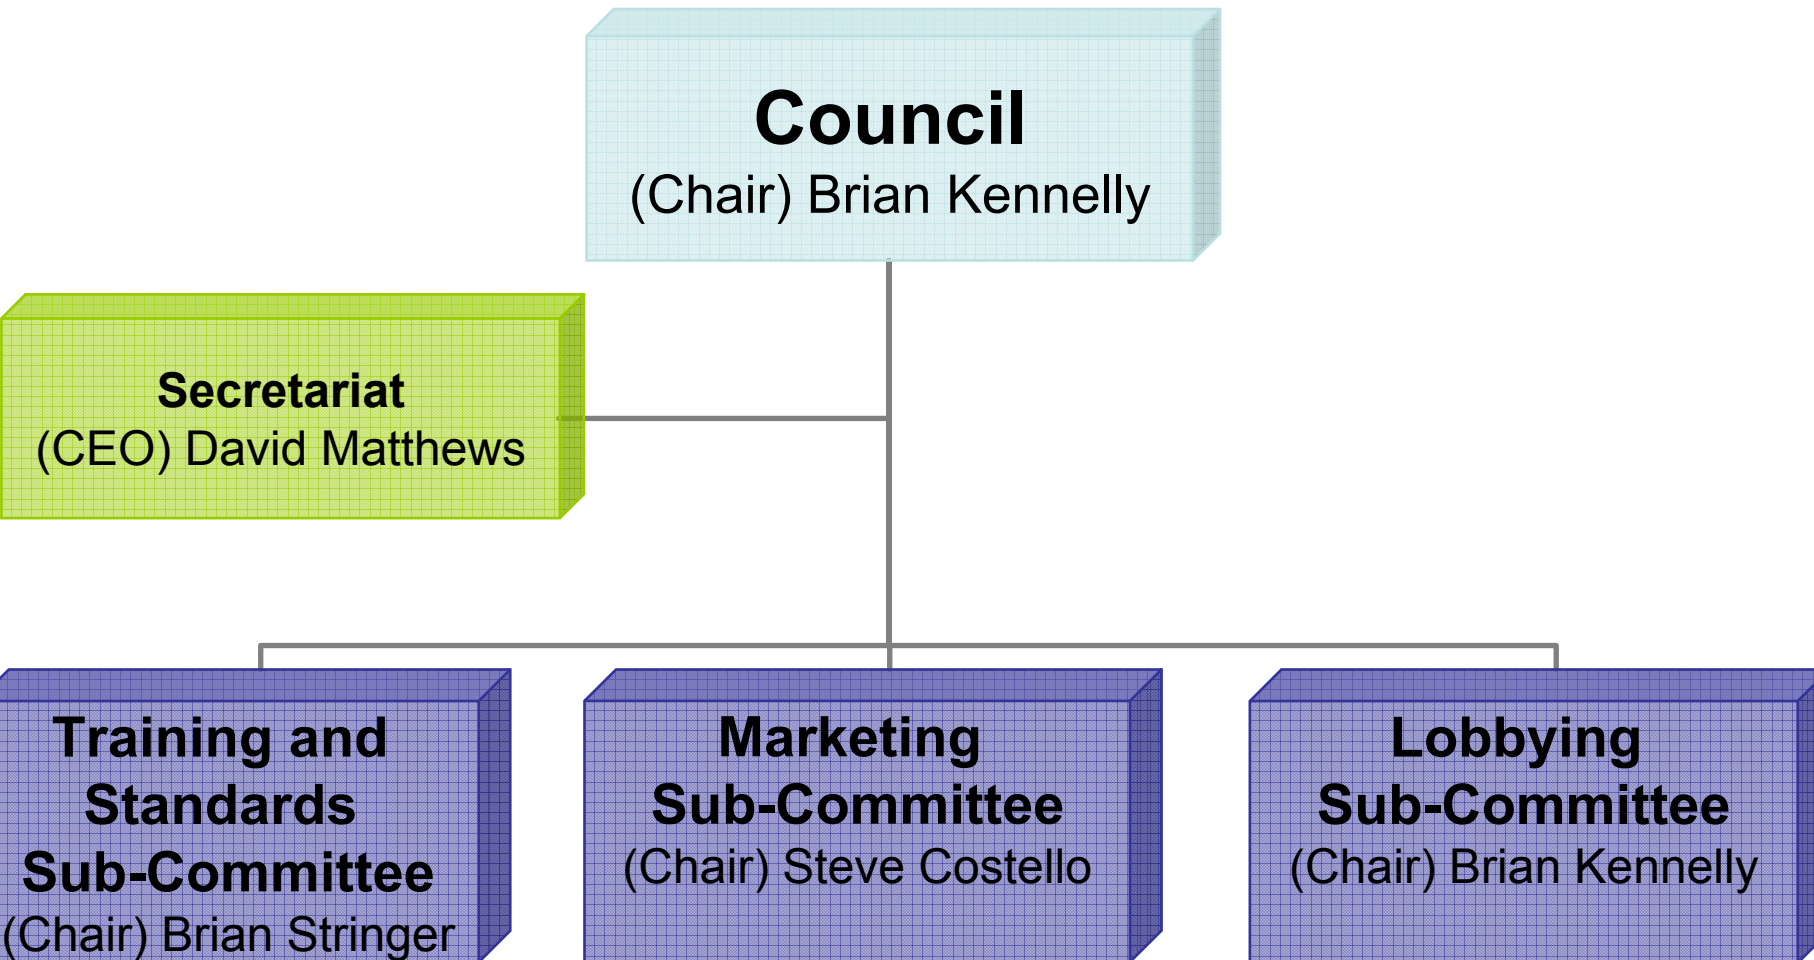 Council
(Chair) Brian Kennelly
Secretariat
(CEO) David Matthews
Training and
Standards
Sub-Committee
(Chair) Brian Stringer
Marketing
Sub-Committee
(Chair) Steve Costello
Lobbying
Sub-Committee
(Chair) Brian Kennelly